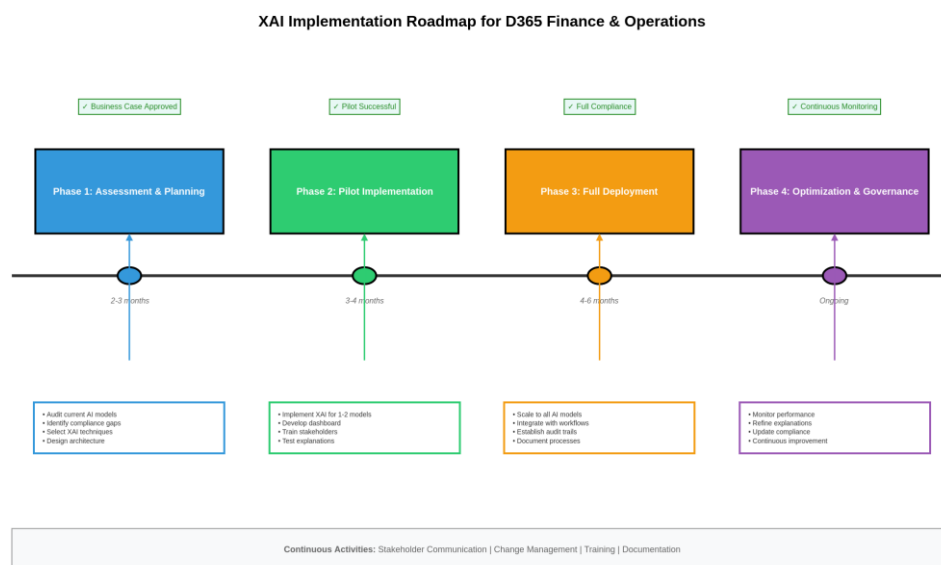 XAI Implementation Roadmap for D365 Finance & Operations
✓ Business Case Approved
✓ Pilot Successful
✓ Full Compliance
✓ Continuous Monitoring
Phase 1: Assessment & Planning
Phase 2: Pilot Implementation
Phase 3: Full Deployment
Phase 4: Optimization & Governance
2-3 months
3-4 months
4-6 months
Ongoing
• Audit current AI models
• Identify compliance gaps
• Select XAI techniques
• Design architecture
• Implement XAI for 1-2 models
• Develop dashboard
• Train stakeholders
• Test explanations
• Scale to all AI models
• Integrate with workflows
• Establish audit trails
• Document processes
• Monitor performance
• Refine explanations
• Update compliance
• Continuous improvement
Continuous Activities: Stakeholder Communication | Change Management | Training | Documentation